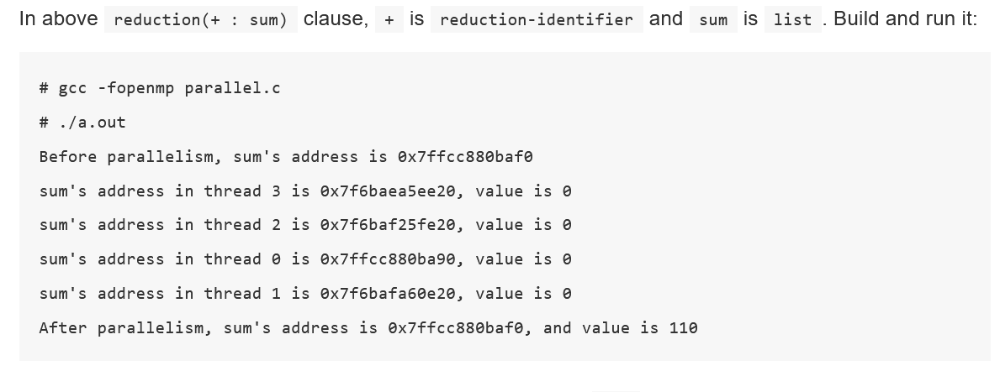 In above reduction(+ : sum) clause, + is reduction-identifier and sum is list . Build and run it:
# gcc -fopenmp parallel.c
# ./a.out
Before parallelism, sum's address is 0x7ffcc880baf0
sum's address in thread 3 is 0x7f6baea5ee20, value is 0
sum's address in thread 2 is 0x7f6baf25fe20, value is 0
sum's address in thread 0 is 0x7ffcc880ba90, value is 0
sum's address in thread 1 is 0x7f6bafa60e20, value is 0
After parallelism, sum's address is 0x7ffcc880baf0, and value is 110